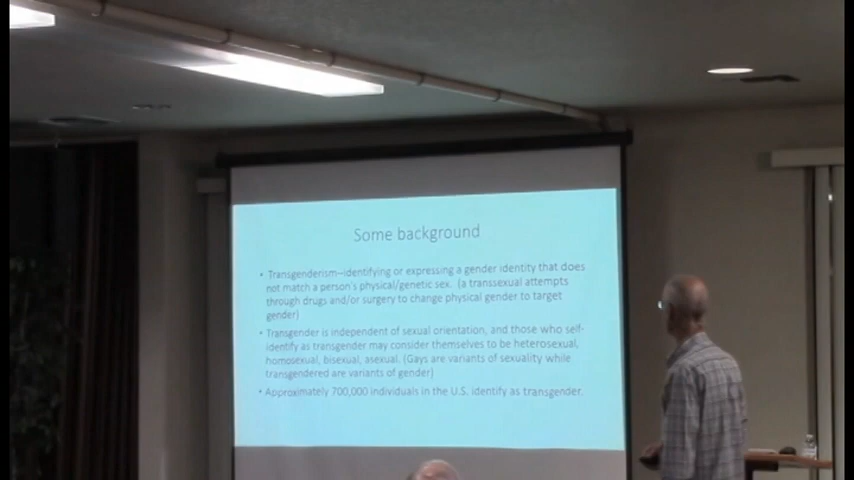 Some background
• Transgenderism–identifying or expressing a gender identity that does
not match a person's physical/genetic sex. (a transsexual attempts
through drugs and/or surgery to change physical gender to target
gender)
• Transgender is independent of sexual orientation, and those who self-
identify as transgender may consider themselves to be heterosexual,
homosexual, bisexual, asexual. (Gays are variants of sexuality while
transgendered are variants of gender)
• Approximately 700,000 individuals in the U.S. identify as transgender.